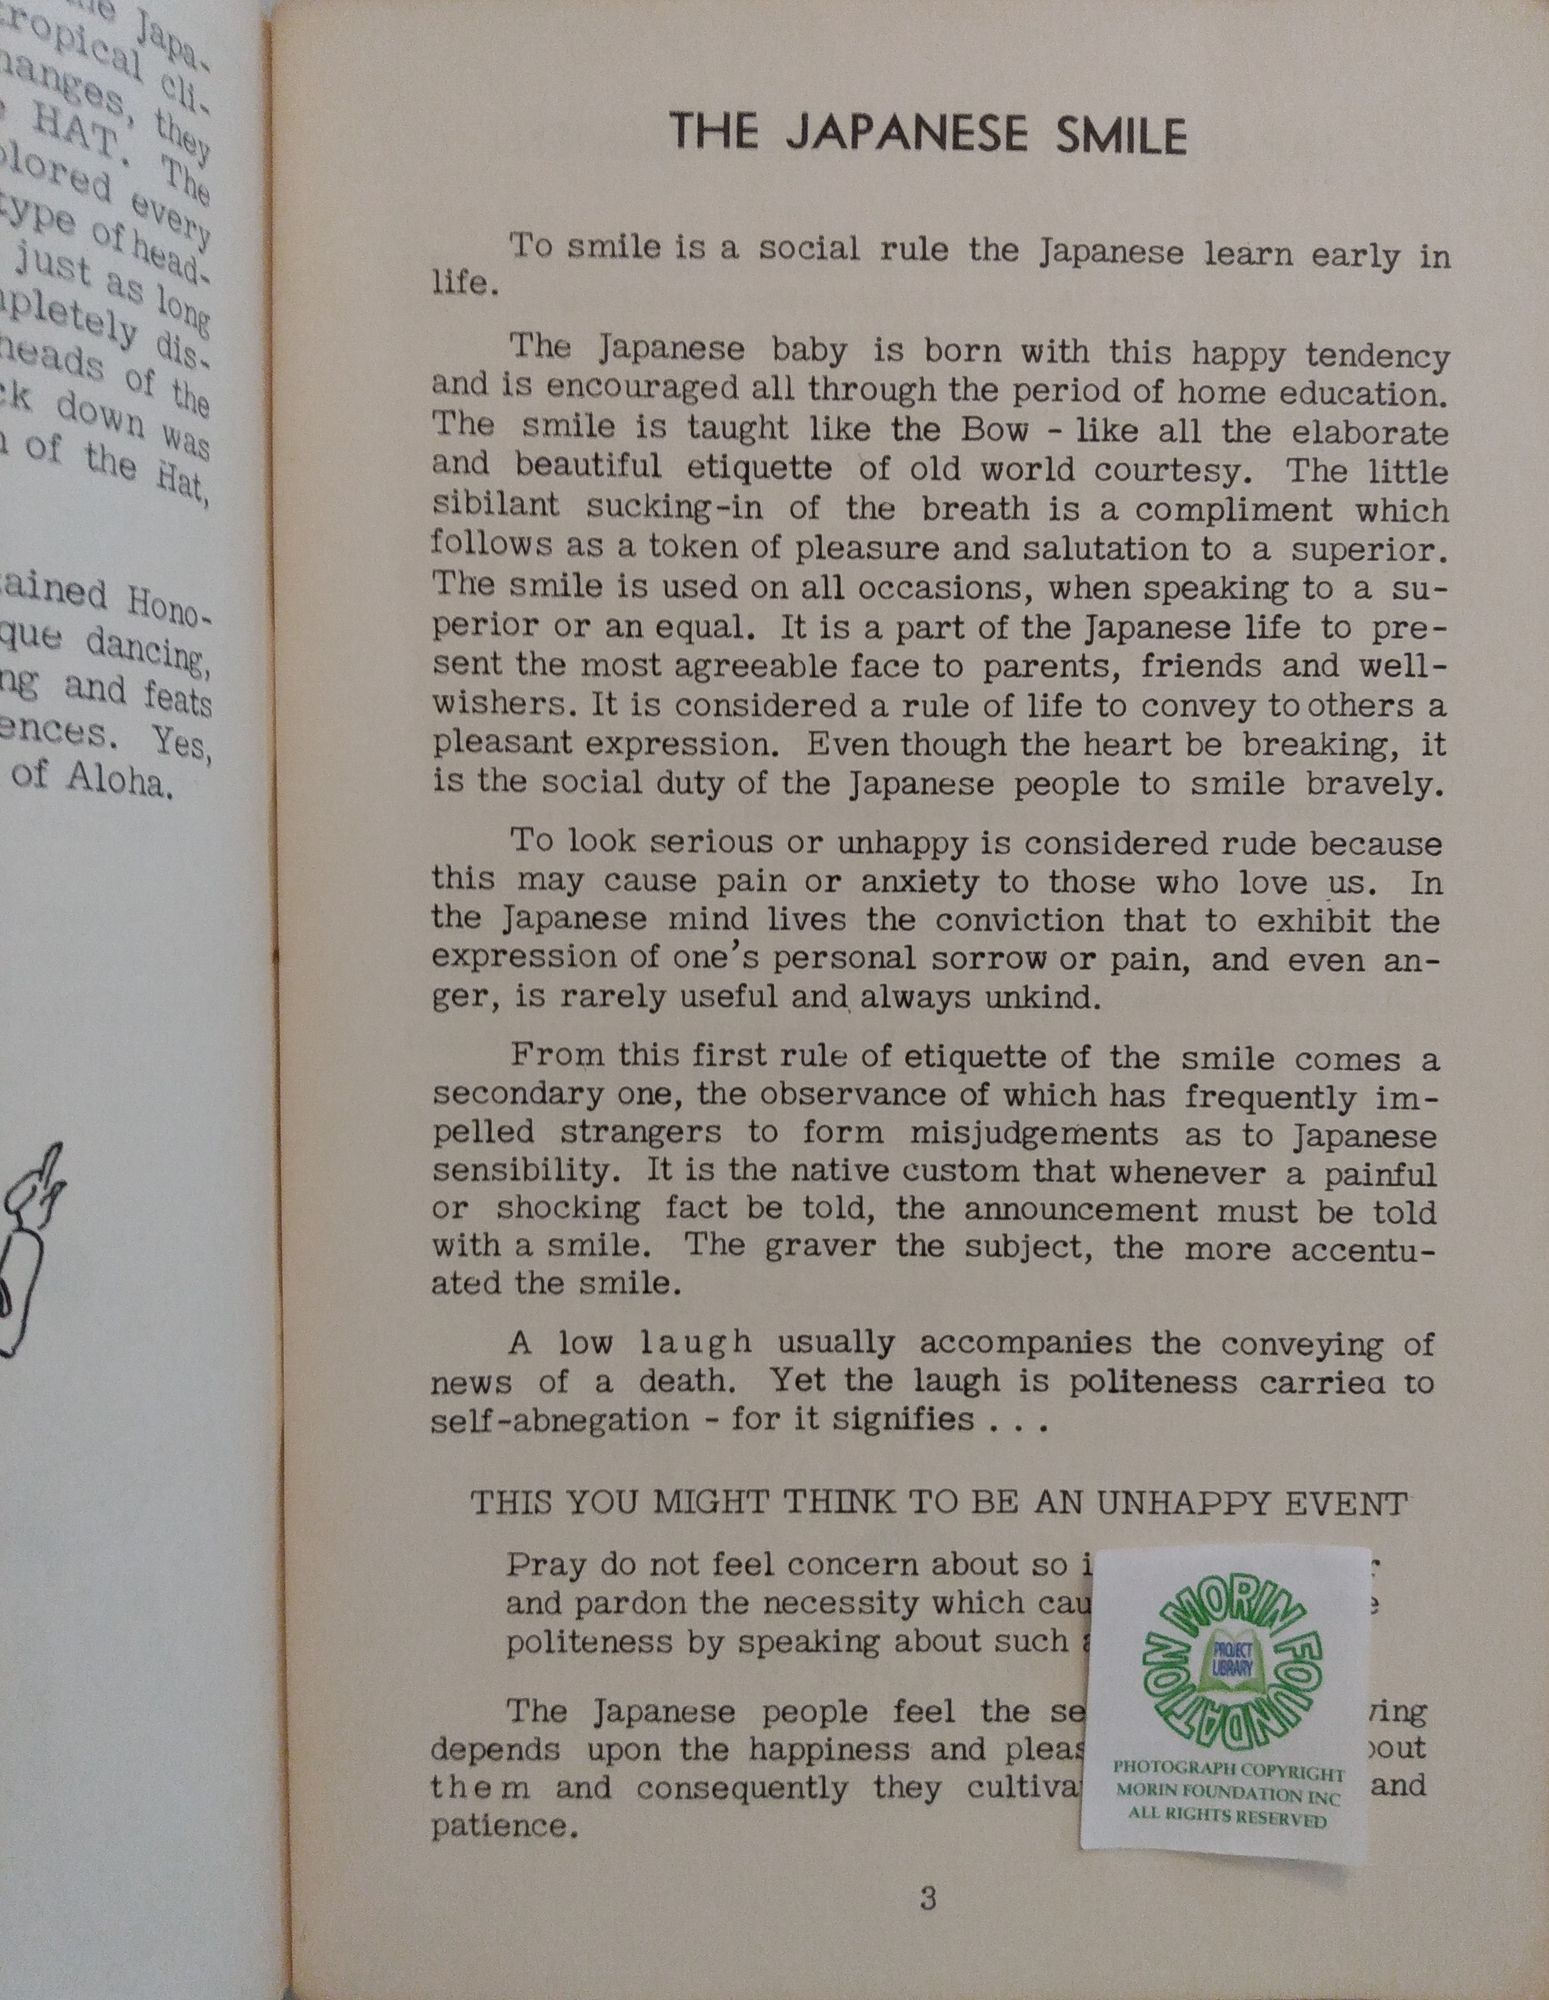 Japa-
tropical cli-
hanges, they
HAT. The
olored every
type of head-
just as long
mpletely dis-
heads of the
ck down was
of the Hat,
tained Hono-
que dancing,
ng and feats
ences. Yes,
of Aloha.
THE JAPANESE SMILE
To smile is a social rule the Japanese learn early in
life.
The Japanese baby is born with this happy tendency
and is encouraged all through the period of home education.
The smile is taught like the Bow - like all the elaborate
and beautiful etiquette of old world courtesy. The little
sibilant sucking-in of the breath is a compliment which
follows as a token of pleasure and salutation to a superior.
The smile is used on all occasions, when speaking to a su-
perior or an equal. It is a part of the Japanese life to pre-
sent the most agreeable face to parents, friends and well-
wishers. It is considered a rule of life to convey to others a
pleasant expression. Even though the heart be breaking, it
is the social duty of the Japanese people to smile bravely.
To look serious or unhappy is considered rude because
this may cause pain or anxiety to those who love us. In
the Japanese mind lives the conviction that to exhibit the
expression of one's personal sorrow or pain, and even an-
ger, is rarely useful and always unkind.
From this first rule of etiquette of the smile comes a
secondary one, the observance of which has frequently im-
pelled strangers to form misjudgements as to Japanese
sensibility. It is the native custom that whenever a painful
or shocking fact be told, the announcement must be told
with a smile. The graver the subject, the more accentu-
ated the smile.
A low laugh usually accompanies the conveying of
news of a death. Yet the laugh is politeness carried to
self-abnegation - for it signifies . . .
THIS YOU MIGHT THINK TO BE AN UNHAPPY EVENT
Pray do not feel concern about so
and pardon the necessity which cau
politeness by speaking about such
The Japanese people feel the se ving
depends upon the happiness and pleas bout
them and consequently they cultiva and
patience.
3
MORIN FOUNDATION
PROJECT
LIBRARY
PHOTOGRAPH COPYRIGHT
MORIN FOUNDATION INC
ALL RIGHTS RESERVED